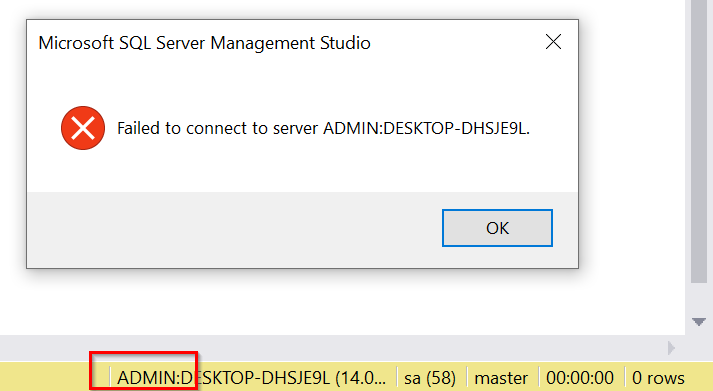 Microsoft SQL Server Management Studio
Failed to connect to server ADMIN:DESKTOP-DHSJE9L.
OK
ADMIN:DESKTOP-DHSJE9L (14.0... sa (58) master 00:00:00 0 rows